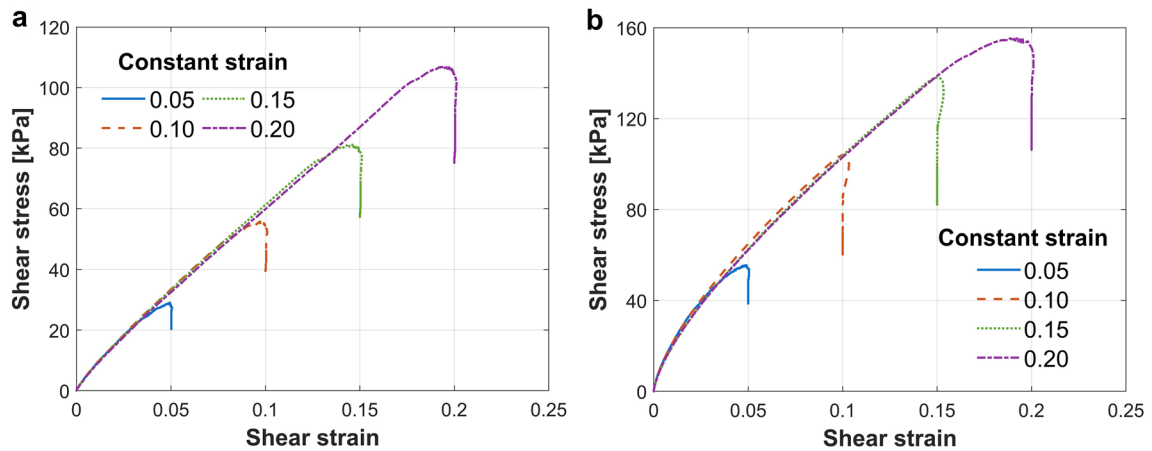 a
120
100
80
60
40
20
0
Shear stress [kPa]
Constant strain
0.05 0.15
0.10 0.20
0 0.05 0.1 0.15 0.2 0.25
Shear strain
b
160
120
80
40
0
Shear stress [kPa]
Constant strain
0.05
0.10
0.15
0.20
0 0.05 0.1 0.15 0.2 0.25
Shear strain